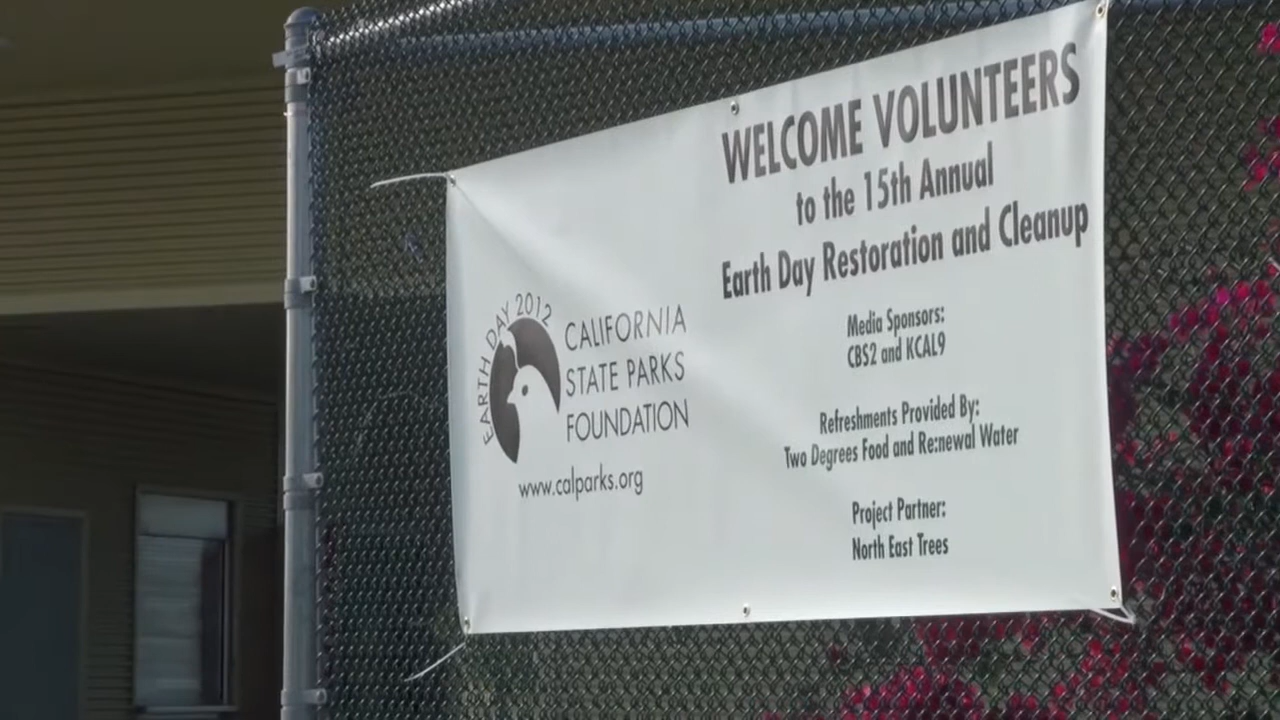 WELCOME VOLUNTEERS
to the 15th Annual
Earth Day Restoration and Cleanup
Media Sponsors:
CBS2 and KCAL9
Refreshments Provided By:
Two Degrees Food and Re:newal Water
Project Partner:
North East Trees
EARTH DAY 2012
CALIFORNIA
STATE PARKS
FOUNDATION
www.calparks.org